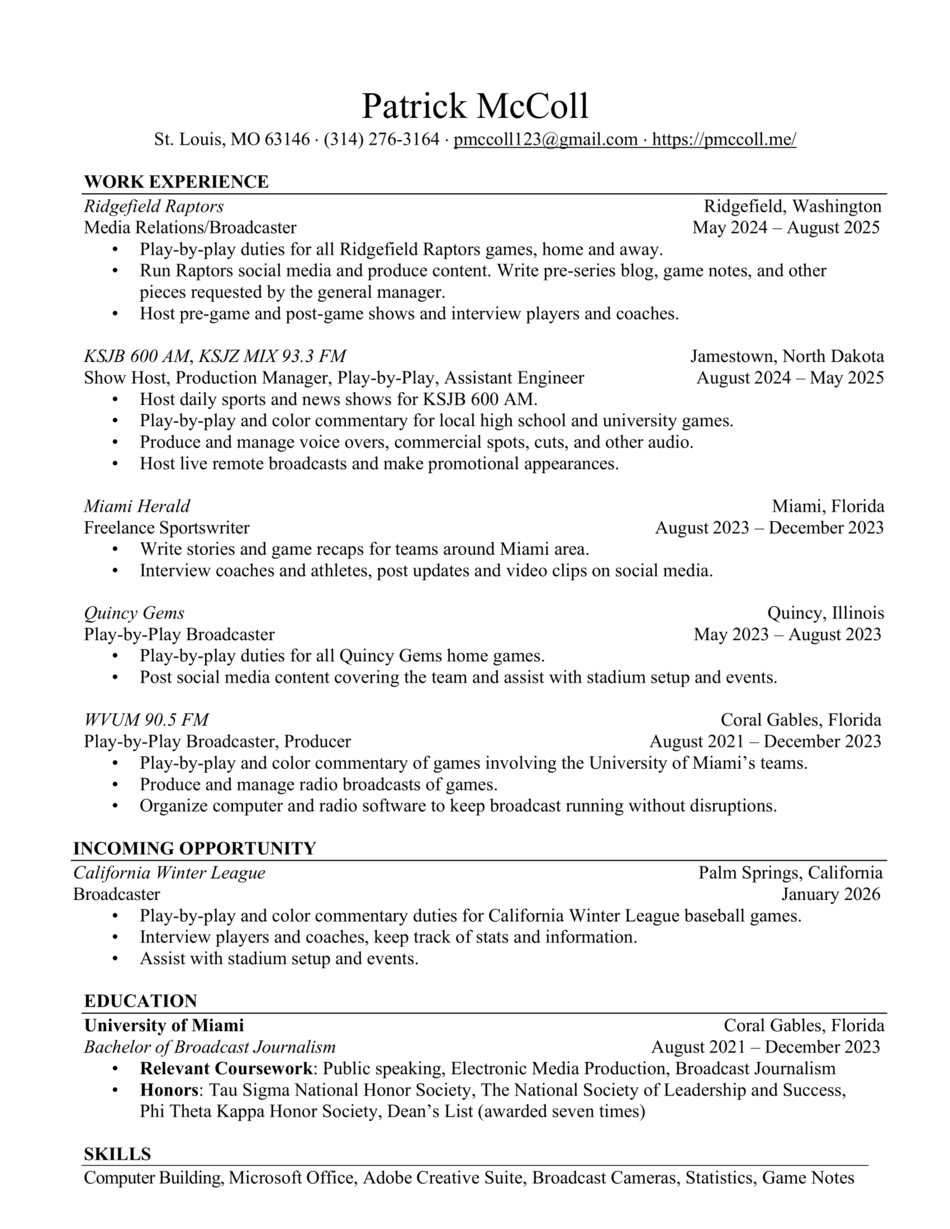 Patrick McColl
St. Louis, MO 63146 · (314) 276-3164 · pmccoll123@gmail.com · https://pmccoll.me/
WORK EXPERIENCE
Ridgefield Raptors Ridgefield, Washington
Media Relations/Broadcaster May 2024 – August 2025
• Play-by-play duties for all Ridgefield Raptors games, home and away.
• Run Raptors social media and produce content. Write pre-series blog, game notes, and other
pieces requested by the general manager.
• Host pre-game and post-game shows and interview players and coaches.
KSJB 600 AM, KSJZ MIX 93.3 FM Jamestown, North Dakota
Show Host, Production Manager, Play-by-Play, Assistant Engineer August 2024 – May 2025
• Host daily sports and news shows for KSJB 600 AM.
• Play-by-play and color commentary for local high school and university games.
• Produce and manage voice overs, commercial spots, cuts, and other audio.
• Host live remote broadcasts and make promotional appearances.
Miami Herald Miami, Florida
Freelance Sportswriter August 2023 – December 2023
• Write stories and game recaps for teams around Miami area.
• Interview coaches and athletes, post updates and video clips on social media.
Quincy Gems Quincy, Illinois
Play-by-Play Broadcaster May 2023 – August 2023
• Play-by-play duties for all Quincy Gems home games.
• Post social media content covering the team and assist with stadium setup and events.
WVUM 90.5 FM Coral Gables, Florida
Play-by-Play Broadcaster, Producer August 2021 – December 2023
• Play-by-play and color commentary of games involving the University of Miami’s teams.
• Produce and manage radio broadcasts of games.
• Organize computer and radio software to keep broadcast running without disruptions.
INCOMING OPPORTUNITY
California Winter League Palm Springs, California
Broadcaster January 2026
• Play-by-play and color commentary duties for California Winter League baseball games.
• Interview players and coaches, keep track of stats and information.
• Assist with stadium setup and events.
EDUCATION
University of Miami Coral Gables, Florida
Bachelor of Broadcast Journalism August 2021 – December 2023
• Relevant Coursework: Public speaking, Electronic Media Production, Broadcast Journalism
• Honors: Tau Sigma National Honor Society, The National Society of Leadership and Success,
Phi Theta Kappa Honor Society, Dean’s List (awarded seven times)
SKILLS
Computer Building, Microsoft Office, Adobe Creative Suite, Broadcast Cameras, Statistics, Game Notes